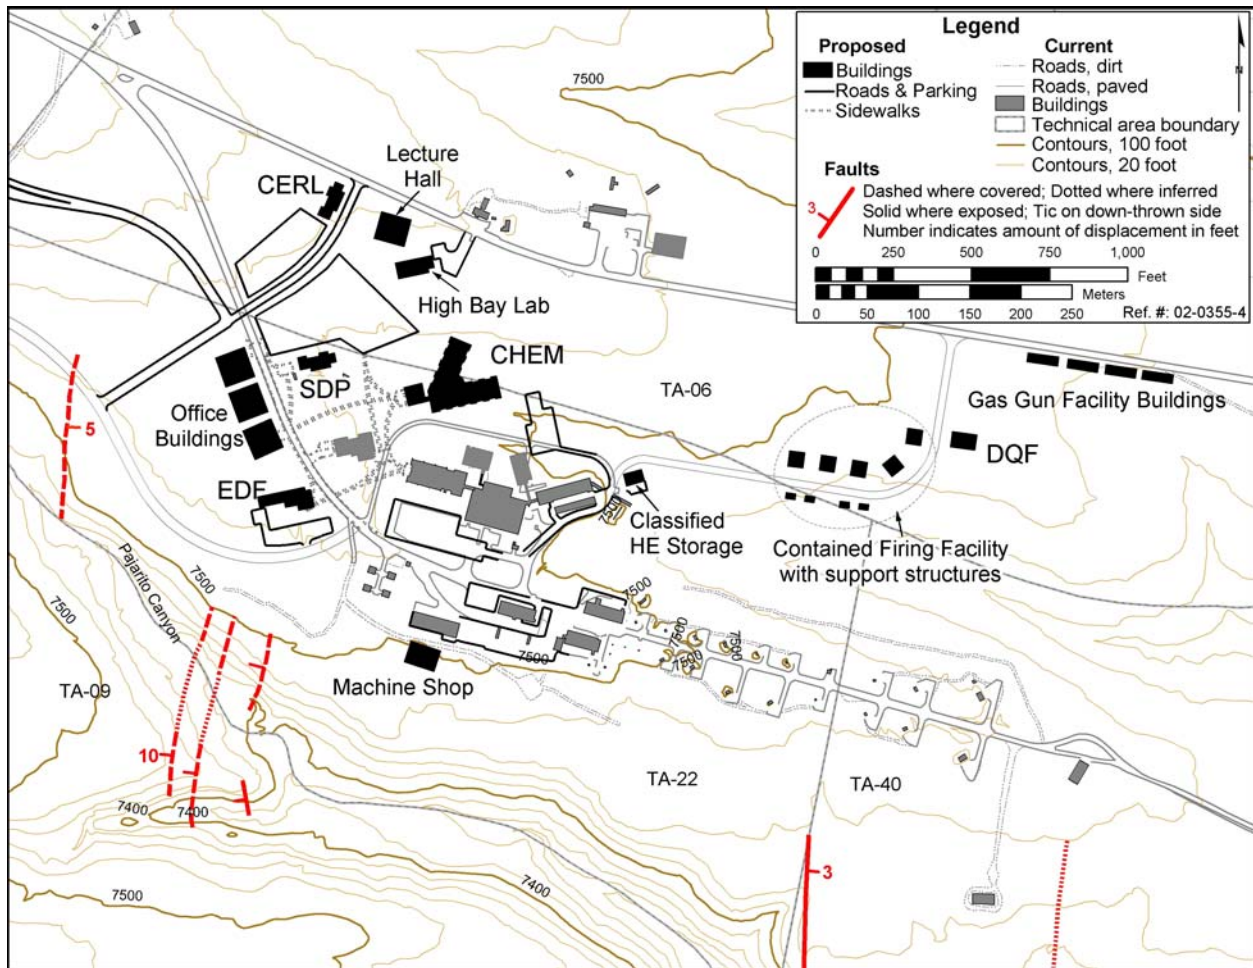 Legend
Proposed
Buildings
Roads & Parking
Sidewalks
Current
Roads, dirt
Roads, paved
Buildings
Technical area boundary
Contours, 100 foot
Contours, 20 foot
N
Faults
3
Dashed where covered; Dotted where inferred
Solid where exposed; Tic on down-thrown side
Number indicates amount of displacement in feet
0 250 500 750 1,000
Feet
Meters
0 50 100 150 200 250
Ref. #: 02-0355-4
7500
Lecture
Hall
CERL
High Bay Lab
CHEM
SDP
TA-06
Gas Gun Facility Buildings
Office
Buildings
5
DQF
EDF
7500
Classified
HE Storage
Contained Firing Facility
with support structures
Pajarito Canyon
7500
7500
7500
7500
7500
7500
7500
Machine Shop
TA-09
10
TA-22
TA-40
7400
7400
7400
7500
3